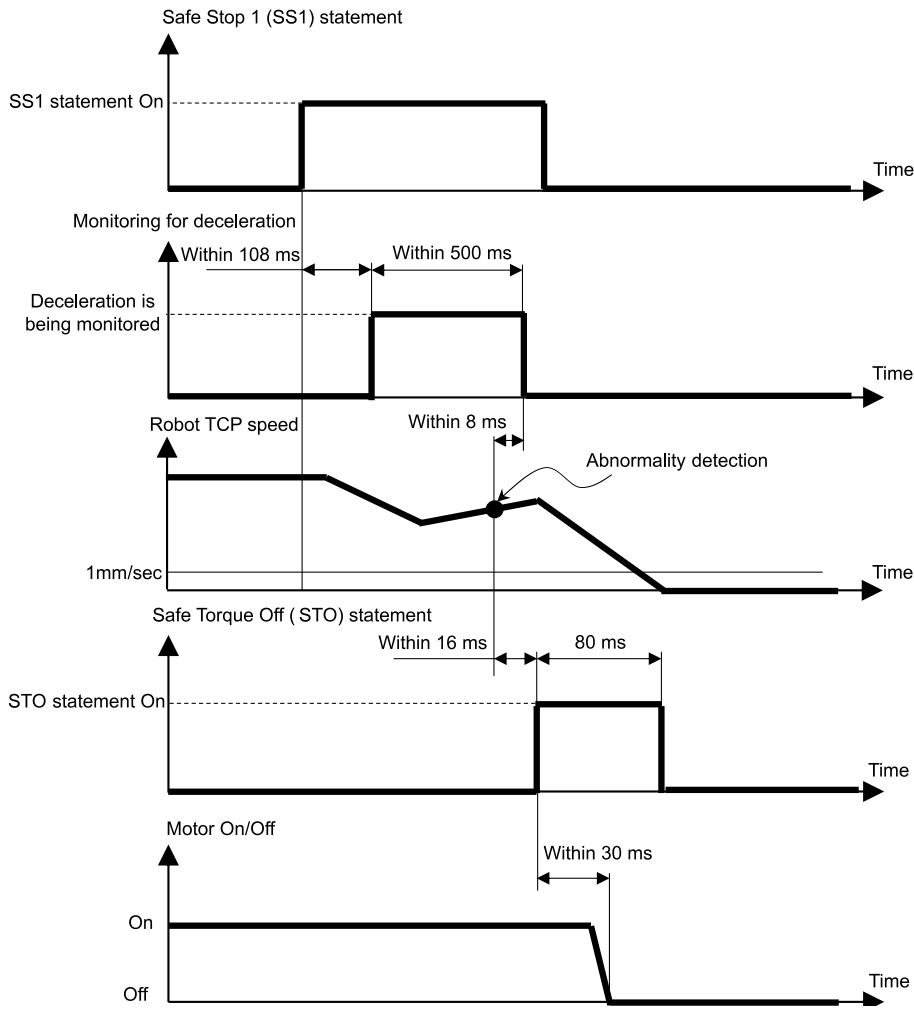 Safe Stop 1 (SS1) statement
SS1 statement On
Time
Monitoring for deceleration
Within 108 ms
Within 500 ms
Deceleration is
being monitored
Time
Within 8 ms
Robot TCP speed
Abnormality detection
1mm/sec
Time
Safe Torque Off ( STO) statement
Within 16 ms
80 ms
STO statement On
Time
Motor On/Off
Within 30 ms
On
Off
Time